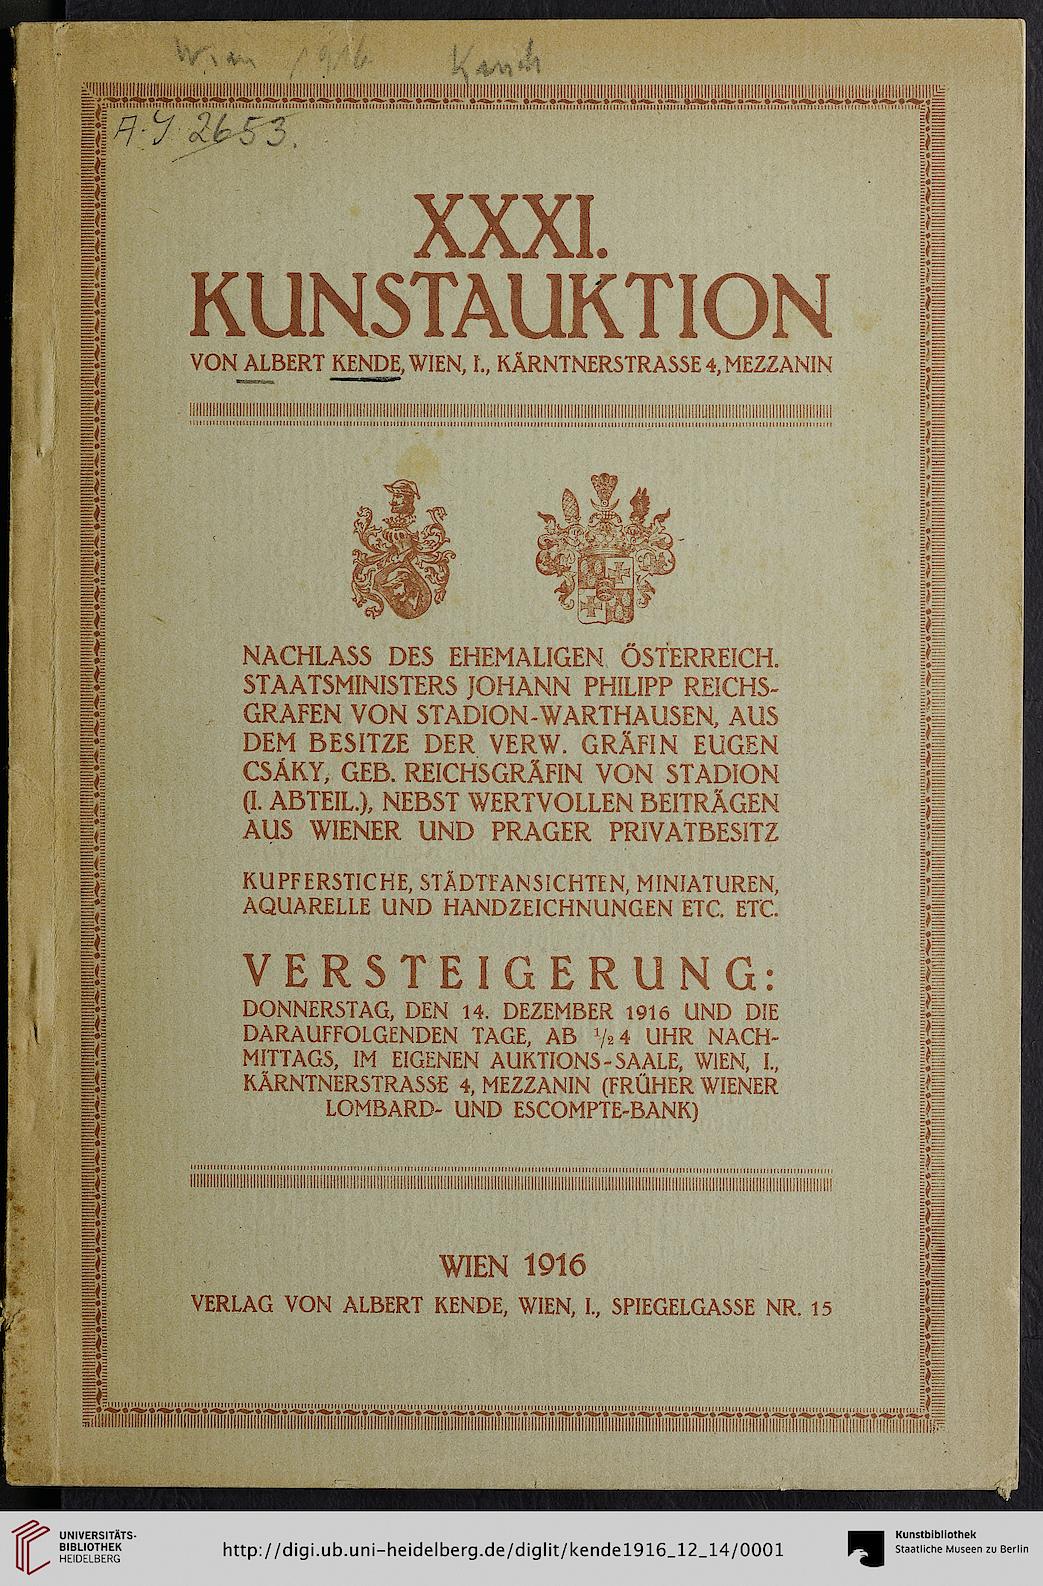 Wien 1916 
A.J. 2653.
XXXI.
KUNSTAUKTION
VON ALBERT KENDE, WIEN, I., KÄRNTNERSTRASSE 4, MEZZANIN
NACHLASS DES EHEMALIGEN ÖSTERREICH.
STAATSMINISTERS JOHANN PHILIPP REICHS-
GRAFEN VON STADION-WARTHAUSEN, AUS
DEM BESITZE DER VERW. GRÄFIN EUGEN
CSÁKY, GEB. REICHSGRÄFIN VON STADION
(I. ABTEIL.), NEBST WERTVOLLEN BEITRÄGEN
AUS WIENER UND PRAGER PRIVATBESITZ
KUPFERSTICHE, STÄDTEANSICHTEN, MINIATUREN,
AQUARELLE UND HANDZEICHNUNGEN ETC. ETC.
VERSTEIGERUNG:
DONNERSTAG, DEN 14. DEZEMBER 1916 UND DIE
DARAUFFOLGENDEN TAGE, AB 1/2 4 UHR NACH-
MITTAGS, IM EIGENEN AUKTIONS-SAALE, WIEN, I.,
KÄRNTNERSTRASSE 4, MEZZANIN (FRÜHER WIENER
LOMBARD- UND ESCOMPTE-BANK)
WIEN 1916
VERLAG VON ALBERT KENDE, WIEN, I., SPIEGELGASSE NR. 15
UNIVERSITÄTS-
BIBLIOTHEK
HEIDELBERG
http://digi.ub.uni-heidelberg.de/diglit/kende1916_12_14/0001
Kunstbibliothek
Staatliche Museen zu Berlin